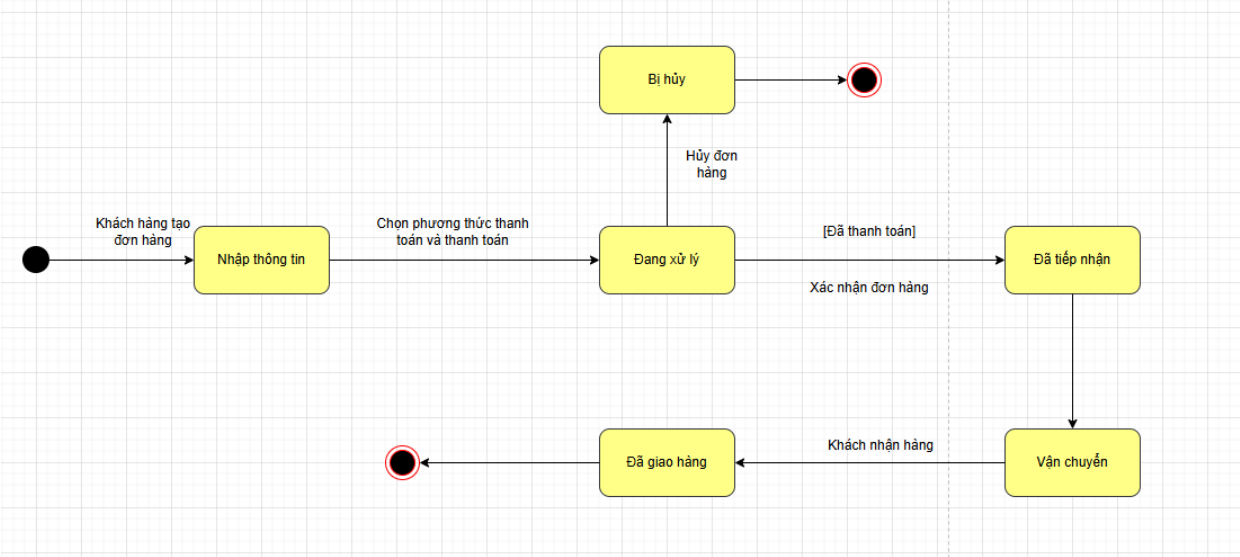 Bị hủy
Hủy đơn
hàng
Khách hàng tạo
đơn hàng
Nhập thông tin
Chọn phương thức thanh
toán và thanh toán
Đang xử lý
[Đã thanh toán]
Xác nhận đơn hàng
Đã tiếp nhận
Đã giao hàng
Khách nhận hàng
Vận chuyển